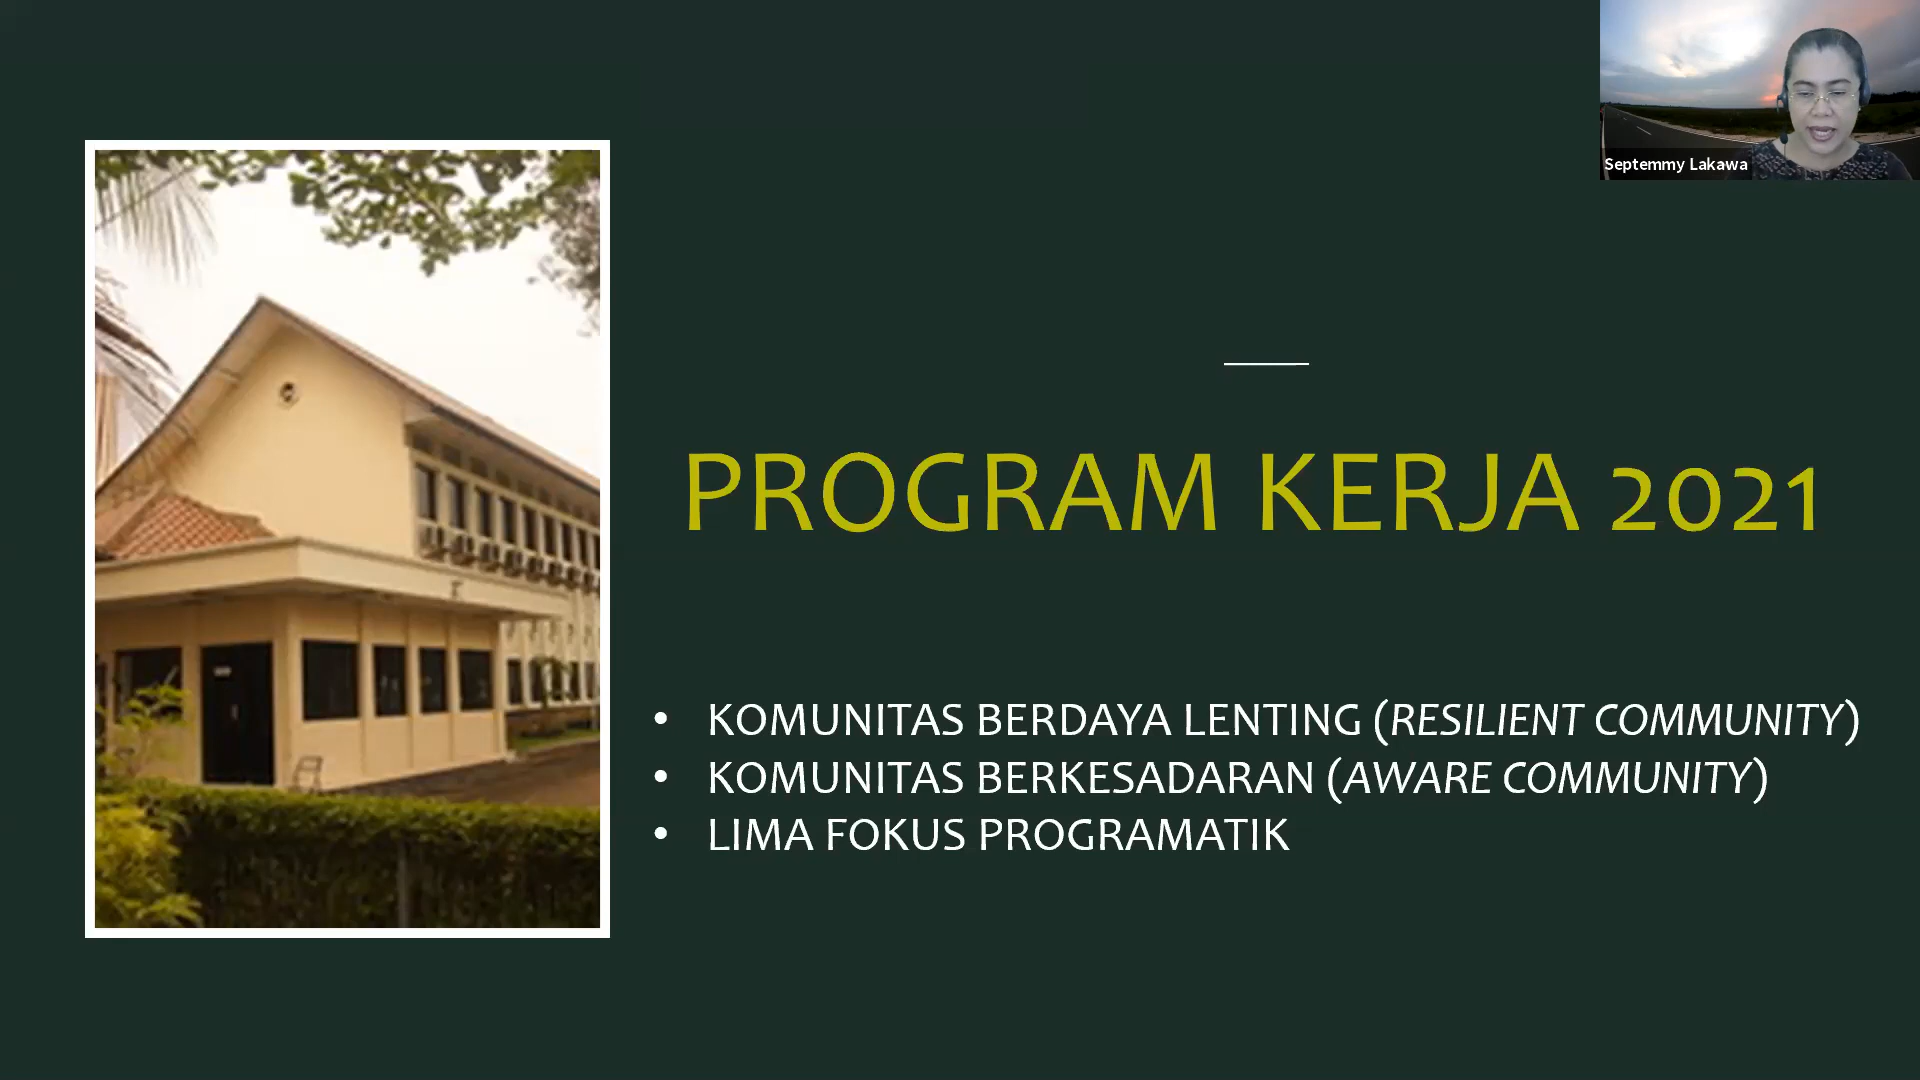 Septemmy Lakawa
PROGRAM KERJA 2021
• KOMUNITAS BERDAYA LENTING (RESILIENT COMMUNITY)
• KOMUNITAS BERKESADARAN (AWARE COMMUNITY)
• LIMA FOKUS PROGRAMATIK